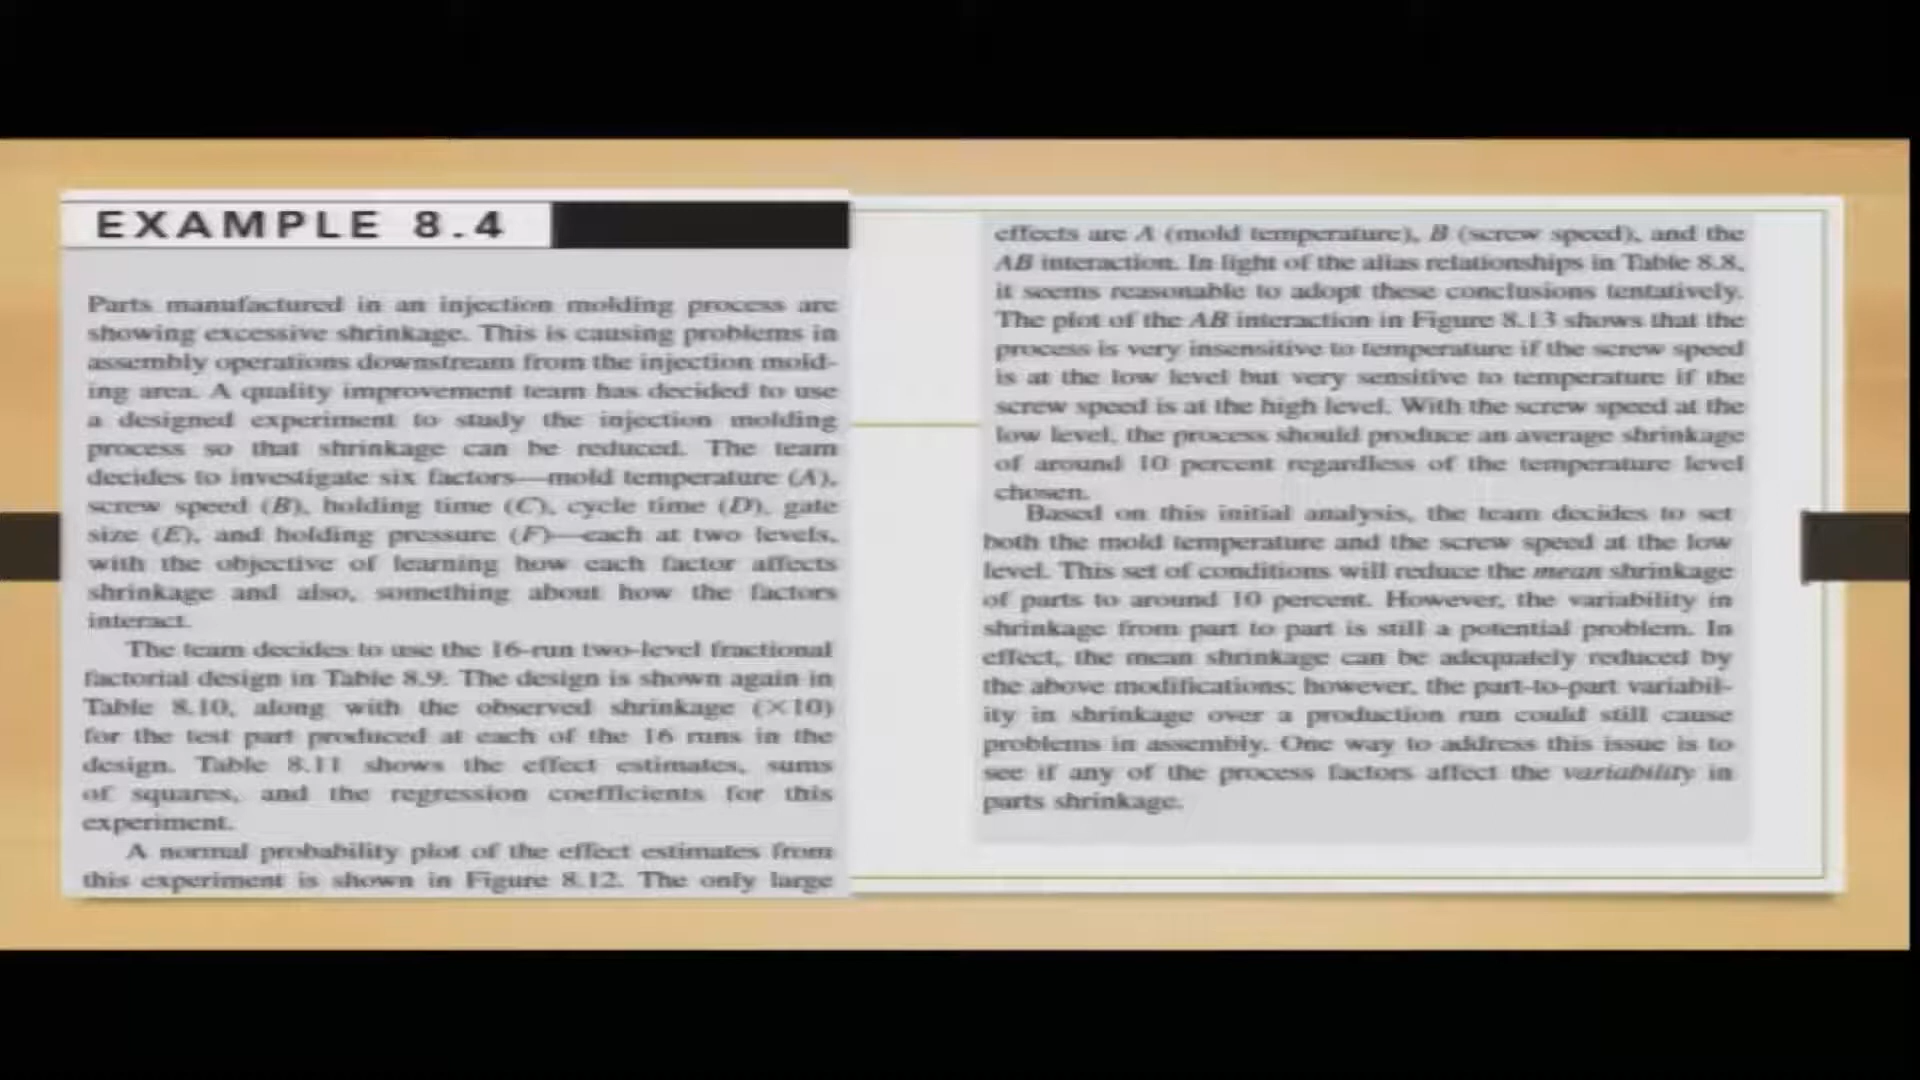 EXAMPLE 8.4
Parts manufactured in an injection molding process are
showing excessive shrinkage. This is causing problems in
assembly operations downstream from the injection mold-
ing area. A quality improvement team has decided to use
a designed experiment to study the injection molding
process so that shrinkage can be reduced. The team
decides to investigate six factors—mold temperature (A),
screw speed (B), holding time (C), cycle time (D), gate
size (E), and holding pressure (F)—each at two levels,
with the objective of learning how each factor affects
shrinkage and also, something about how the factors
interact.
The team decides to use the 16-run two-level fractional
factorial design in Table 8.9. The design is shown again in
Table 8.10, along with the observed shrinkage (×10)
for the test part produced at each of the 16 runs in the
design. Table 8.11 shows the effect estimates, sums
of squares, and the regression coefficients for this
experiment.
A normal probability plot of the effect estimates from
this experiment is shown in Figure 8.12. The only large
effects are A (mold temperature), B (screw speed), and the
AB interaction. In light of the alias relationships in Table 8.8,
it seems reasonable to adopt these conclusions tentatively.
The plot of the AB interaction in Figure 8.13 shows that the
process is very insensitive to temperature if the screw speed
is at the low level but very sensitive to temperature if the
screw speed is at the high level. With the screw speed at the
low level, the process should produce an average shrinkage
of around 10 percent regardless of the temperature level
chosen.
Based on this initial analysis, the team decides to set
both the mold temperature and the screw speed at the low
level. This set of conditions will reduce the mean shrinkage
of parts to around 10 percent. However, the variability in
shrinkage from part to part is still a potential problem. In
effect, the mean shrinkage can be adequately reduced by
the above modifications; however, the part-to-part variabil-
ity in shrinkage over a production run could still cause
problems in assembly. One way to address this issue is to
see if any of the process factors affect the variability in
parts shrinkage.